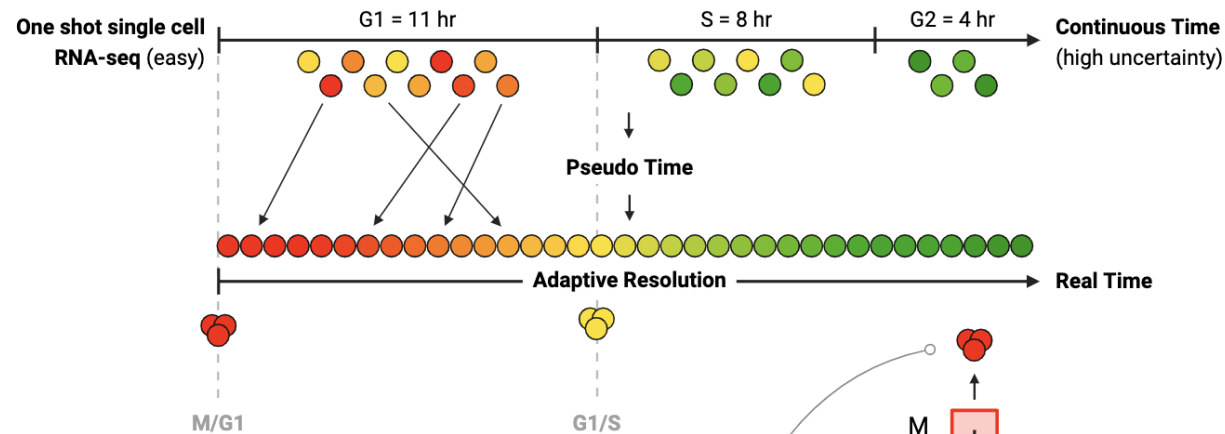 One shot single cell
RNA-seq (easy)
G1 = 11 hr
S = 8 hr
G2 = 4 hr
Continuous Time
(high uncertainty)
Pseudo Time
Adaptive Resolution
Real Time
M/G1
G1/S
M